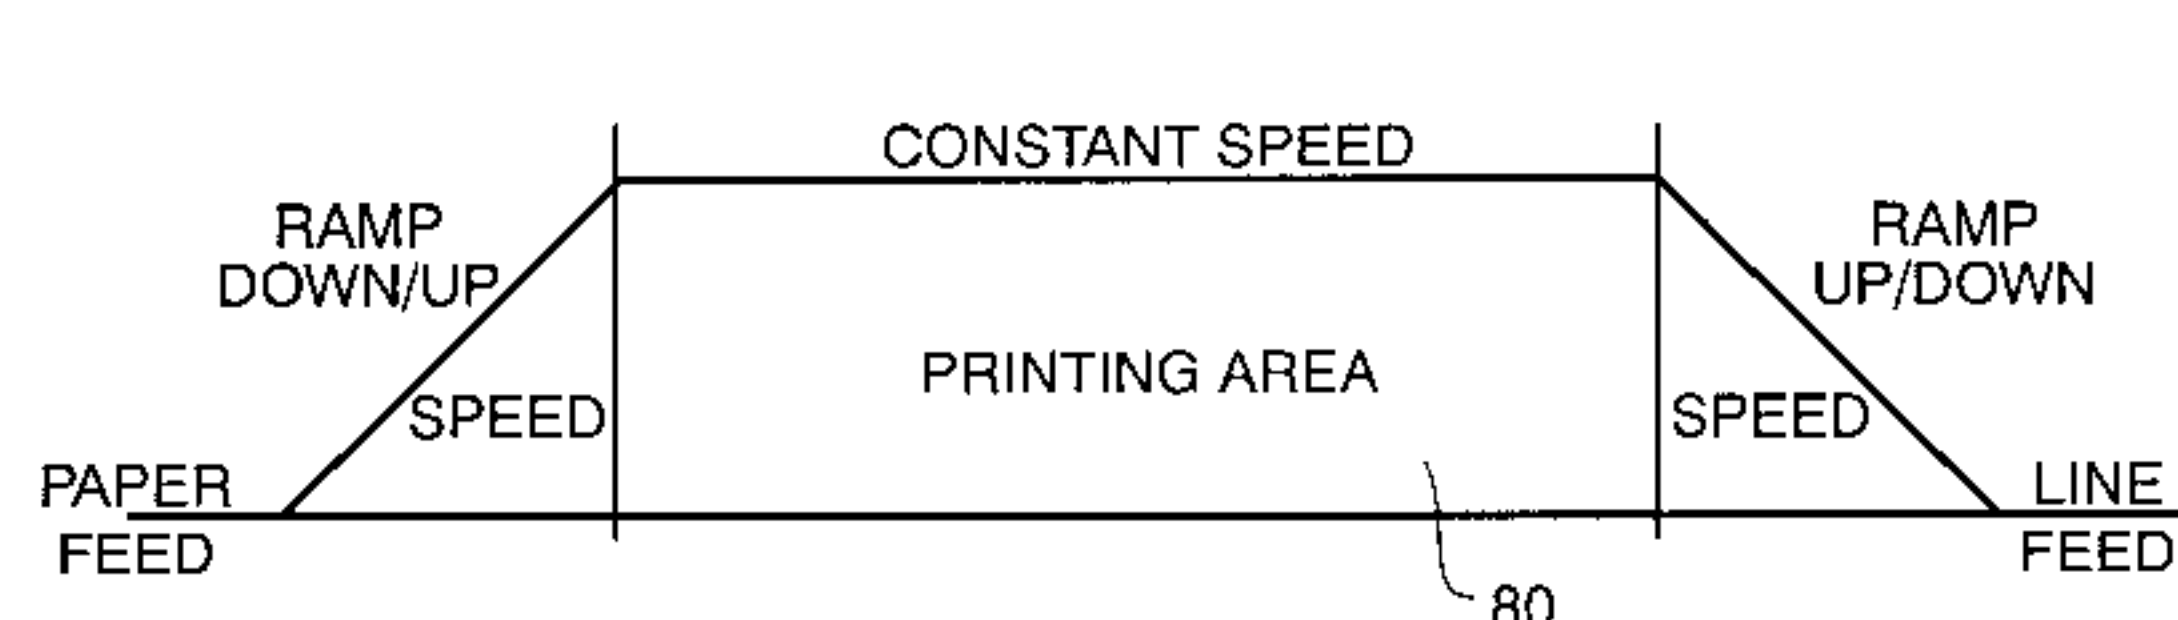 CONSTANT SPEED
RAMP
DOWN/UP
RAMP
UP/DOWN
PRINTING AREA
SPEED
SPEED
PAPER
FEED
LINE
FEED
80